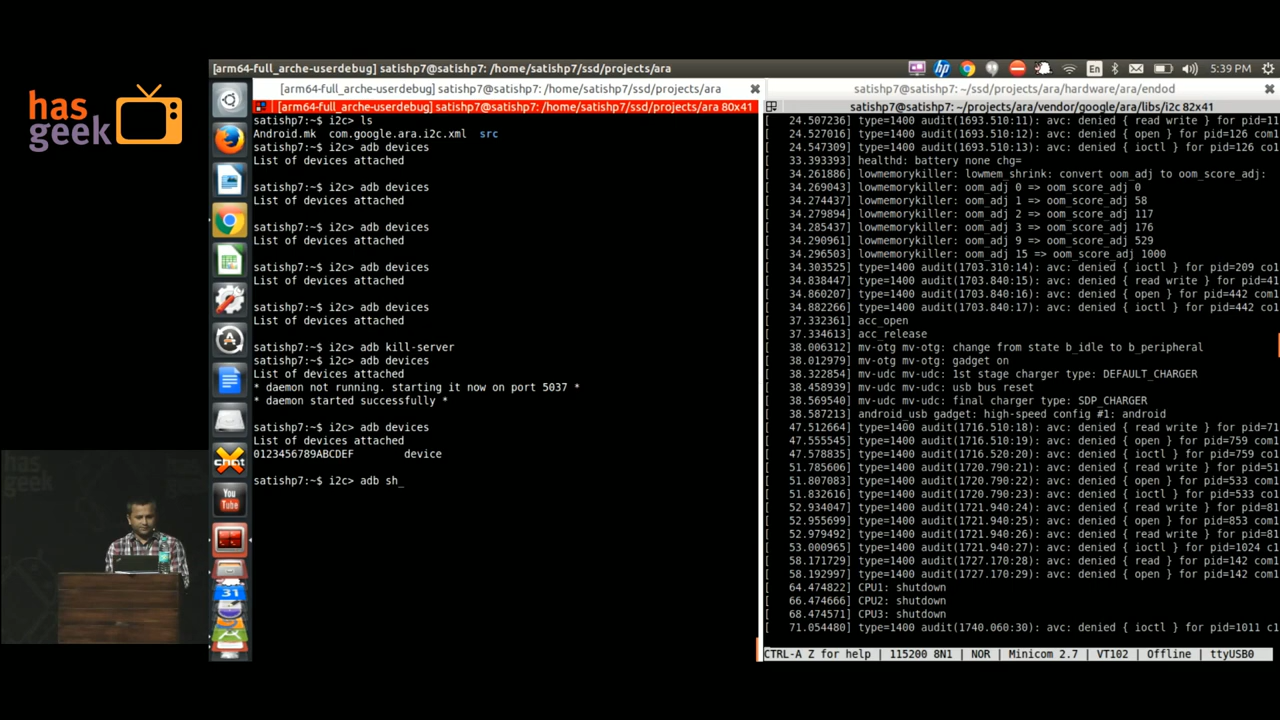 has
geek
[arm64-full_arche-userdebug] satishp7@satishp7: /home/satishp7/ssd/projects/ara
En
5:39 PM
[arm64-full_arche-userdebug] satishp7@satishp7: /home/satishp7/ssd/projects/ara
[arm64-full_arche-userdebug] satishp7@satishp7: /home/satishp7/ssd/projects/ara 80x41
satishp7:~$ i2c> ls
Android.mk com.google.ara.i2c.xml src
satishp7:~$ i2c> adb devices
List of devices attached
satishp7:~$ i2c> adb devices
List of devices attached
satishp7:~$ i2c> adb devices
List of devices attached
satishp7:~$ i2c> adb devices
List of devices attached
satishp7:~$ i2c> adb devices
List of devices attached
satishp7:~$ i2c> adb kill-server
satishp7:~$ i2c> adb devices
List of devices attached
* daemon not running. starting it now on port 5037 *
* daemon started successfully *
satishp7:~$ i2c> adb devices
List of devices attached
0123456789ABCDEF device
satishp7:~$ i2c> adb sh_
satishp7@satishp7: ~/projects/ara/hardware/ara/endod
satishp7@satishp7: ~/projects/ara/vendor/google/ara/libs/i2c 82x41
[ 24.507236] type=1400 audit(1693.510:11): avc: denied { read write } for pid=11
[ 24.527016] type=1400 audit(1693.510:12): avc: denied { open } for pid=126 com
[ 24.547309] type=1400 audit(1693.510:13): avc: denied { ioctl } for pid=126 co
[ 33.393393] healthd: battery none chg=
[ 34.261886] lowmemorykiller: lowmem_shrink: convert oom_adj to oom_score_adj:
[ 34.269043] lowmemorykiller: oom_adj 0 => oom_score_adj 0
[ 34.274437] lowmemorykiller: oom_adj 1 => oom_score_adj 58
[ 34.279894] lowmemorykiller: oom_adj 2 => oom_score_adj 117
[ 34.285437] lowmemorykiller: oom_adj 3 => oom_score_adj 176
[ 34.290961] lowmemorykiller: oom_adj 9 => oom_score_adj 529
[ 34.296503] lowmemorykiller: oom_adj 15 => oom_score_adj 1000
[ 34.303525] type=1400 audit(1703.310:14): avc: denied { ioctl } for pid=209 co
[ 34.838447] type=1400 audit(1703.840:15): avc: denied { read write } for pid=4
[ 34.860207] type=1400 audit(1703.840:16): avc: denied { open } for pid=442 com
[ 34.882266] type=1400 audit(1703.840:17): avc: denied { ioctl } for pid=442 co
[ 37.332361] acc_open
[ 37.334613] acc_release
[ 38.006312] mv-otg mv-otg: change from state b_idle to b_peripheral
[ 38.012979] mv-otg mv-otg: gadget on
[ 38.322854] mv-udc mv-udc: 1st stage charger type: DEFAULT_CHARGER
[ 38.458939] mv-udc mv-udc: usb bus reset
[ 38.569540] mv-udc mv-udc: final charger type: SDP_CHARGER
[ 38.587213] android_usb gadget: high-speed config #1: android
[ 47.512664] type=1400 audit(1716.510:18): avc: denied { read write } for pid=7
[ 47.555545] type=1400 audit(1716.510:19): avc: denied { open } for pid=759 com
[ 47.578835] type=1400 audit(1716.520:20): avc: denied { ioctl } for pid=759 co
[ 51.785606] type=1400 audit(1720.790:21): avc: denied { read write } for pid=5
[ 51.807083] type=1400 audit(1720.790:22): avc: denied { open } for pid=533 com
[ 51.832616] type=1400 audit(1720.790:23): avc: denied { ioctl } for pid=533 co
[ 52.934047] type=1400 audit(1721.940:24): avc: denied { read write } for pid=8
[ 52.955699] type=1400 audit(1721.940:25): avc: denied { open } for pid=853 com
[ 52.979492] type=1400 audit(1721.940:26): avc: denied { read write } for pid=8
[ 53.000965] type=1400 audit(1721.940:27): avc: denied { ioctl } for pid=1024 c
[ 58.171297] type=1400 audit(1727.170:28): avc: denied { read } for pid=142
[ 58.192997] type=1400 audit(1727.170:29): avc: denied { open } for pid=142
[ 64.474822] CPU1: shutdown
[ 66.474666] CPU2: shutdown
[ 68.474571] CPU3: shutdown
[ 71.054480] type=1400 audit(1740.060:30): avc: denied { ioctl } for pid=1011 c
CTRL-A Z for help | 115200 8N1 | NOR | Minicom 2.7 | VT102 | Offline | ttyUSB0